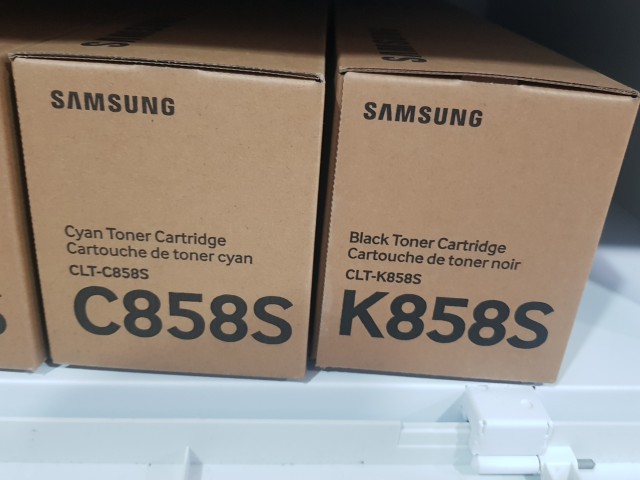 SAMSUNG
Cyan Toner Cartridge
Cartouche de toner cyan
CLT-C858S
C858S
SAMSUNG
SAMSUNG
Black Toner Cartridge
Cartouche de toner noir
CLT-K858S
K858S